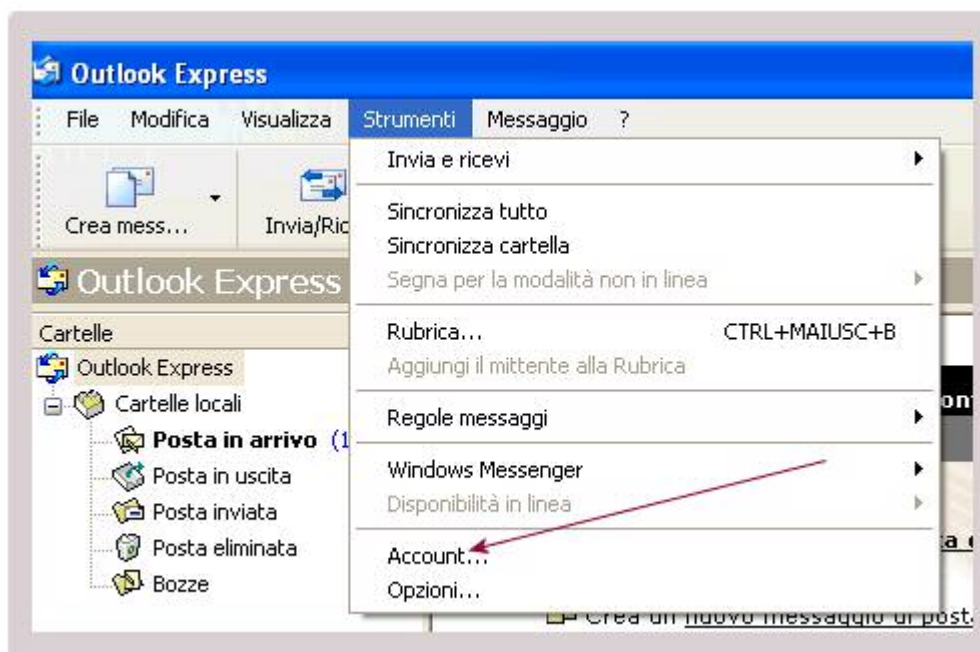 Outlook Express
File Modifica Visualizza Strumenti Messaggio ?
Crea mess... Invia/Ric
Outlook Express
Cartelle
Outlook Express
Cartelle locali
Posta in arrivo (1
Posta in uscita
Posta inviata
Posta eliminata
Bozze
Invia e ricevi
Sincronizza tutto
Sincronizza cartella
Segna per la modalità non in linea
Rubrica... CTRL+MAIUSC+B
Aggiungi il mittente alla Rubrica
Regole messaggi
Windows Messenger
Disponibilità in linea
Account...
Opzioni...
Crea un nuovo messaggio di posta